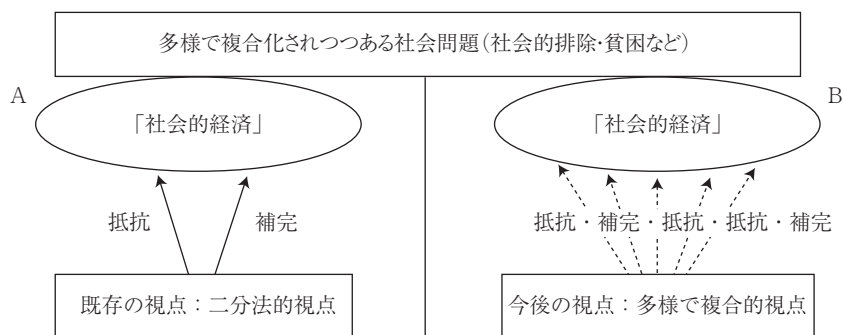 多様で複合化されつつある社会問題（社会的排除・貧困など）
A
B
「社会的経済」
「社会的経済」
抵抗
補完
抵抗・補完・抵抗・抵抗・補完
既存の視点：二分法的視点
今後の視点：多様で複合的視点